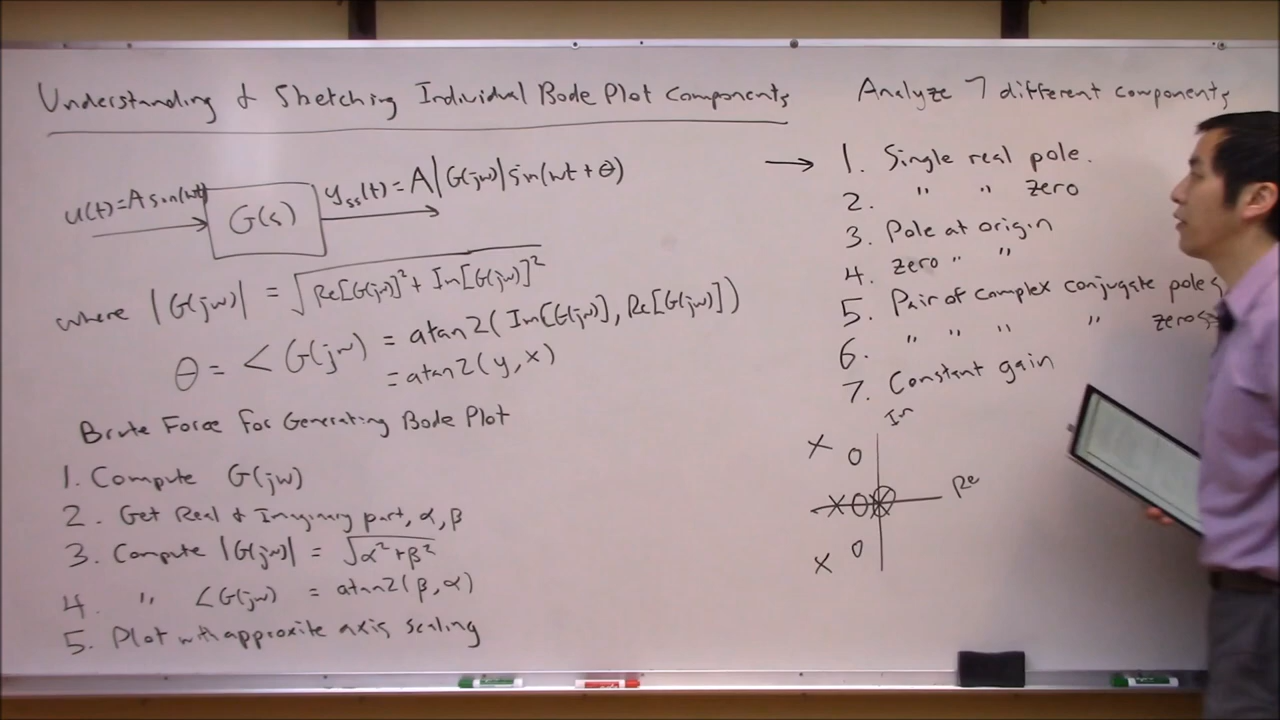 Understanding & Sketching Individual Bode Plot Components
u(t)=A sin(wt)
G(s)
yss(t)=A|G(jw)|sin(wt+θ)
where |G(jw)| = √Re[G(jw)]²+Im[G(jw)]²
θ = ∠G(jw) = atan2(Im[G(jw)], Re[G(jw)])
= atan2(y, x)
Brute Force for Generating Bode Plot
1. Compute G(jw)
2. Get Real & Imaginary part, α, β
3. Compute |G(jw)| = √α²+β²
4. " ∠G(jw) = atan2(β, α)
5. Plot with approxite axis scaling
Analyze 7 different components
→ 1. Single real pole.
2. " " zero
3. Pole at origin
4. zero " "
5. Pair of complex conjugate poles
6. " " " " zeros
7. Constant gain
Im
Re